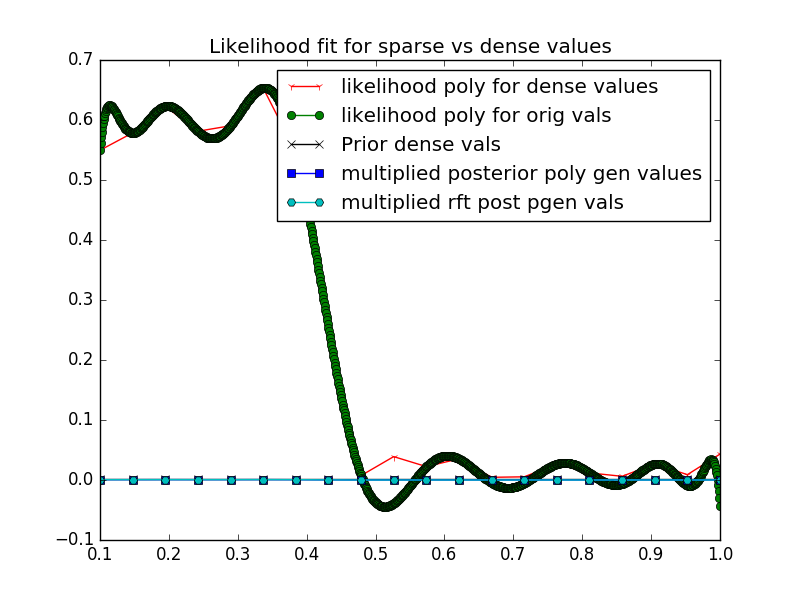 Likelihood fit for sparse vs dense values
0.7
0.6
0.5
0.4
0.3
0.2
0.1
0.0
−0.1
likelihood poly for dense values
likelihood poly for orig vals
Prior dense vals
multiplied posterior poly gen values
multiplied rft post pgen vals
0.1 0.2 0.3 0.4 0.5 0.6 0.7 0.8 0.9 1.0